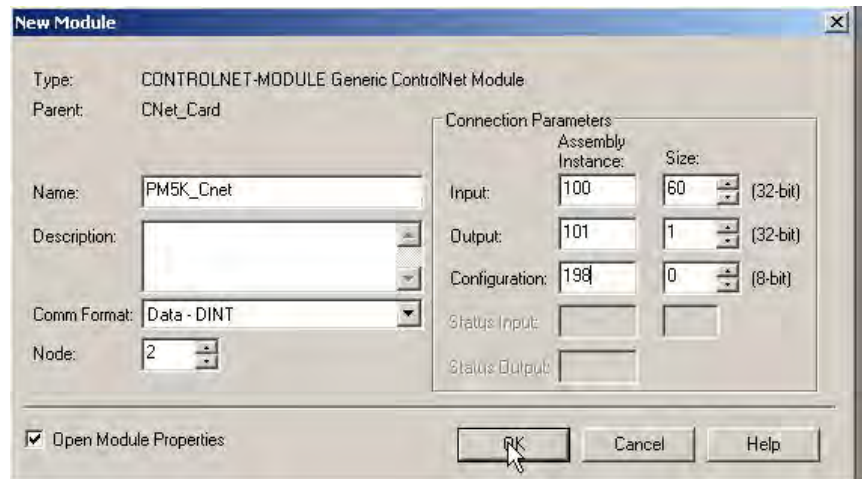 New Module
Type: CONTROLNET-MODULE Generic ControlNet Module
Parent: CNet_Card
Connection Parameters
Assembly Instance: Size:
Name: PM5K_Cnet
Input: 100 60 (32-bit)
Description:
Output: 101 1 (32-bit)
Configuration: 198 0 (8-bit)
Comm Format: Data - DINT
Status Input:
Node: 2
Status Output:
Open Module Properties
OK Cancel Help